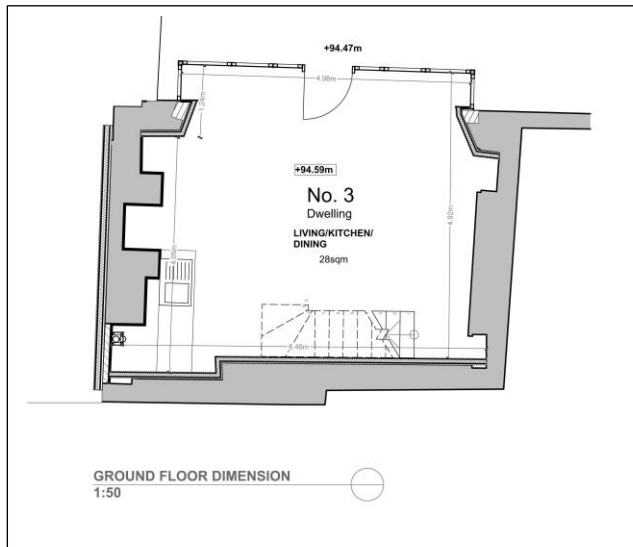 +94.47m
4.98m
1.24m
+94.59m
No. 3
Dwelling
LIVING/KITCHEN/
DINING
28sqm
4.92m
GROUND FLOOR DIMENSION
1:50